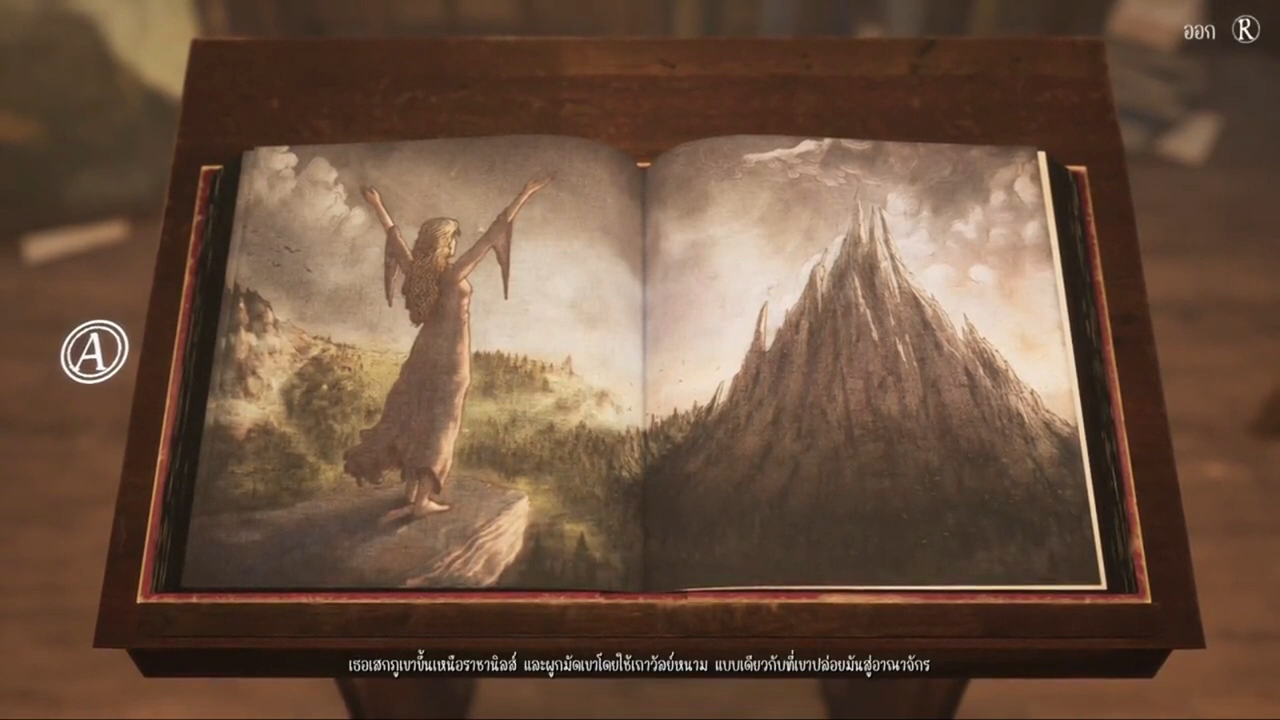 ออก R
A
เธอเสกภูเขาขึ้นเหนือราชานิลส์ และผูกมัดเขาโดยใช้เถาวัลย์หนาม แบบเดียวกับที่เขาปล่อยมันสู่อาณาจักร